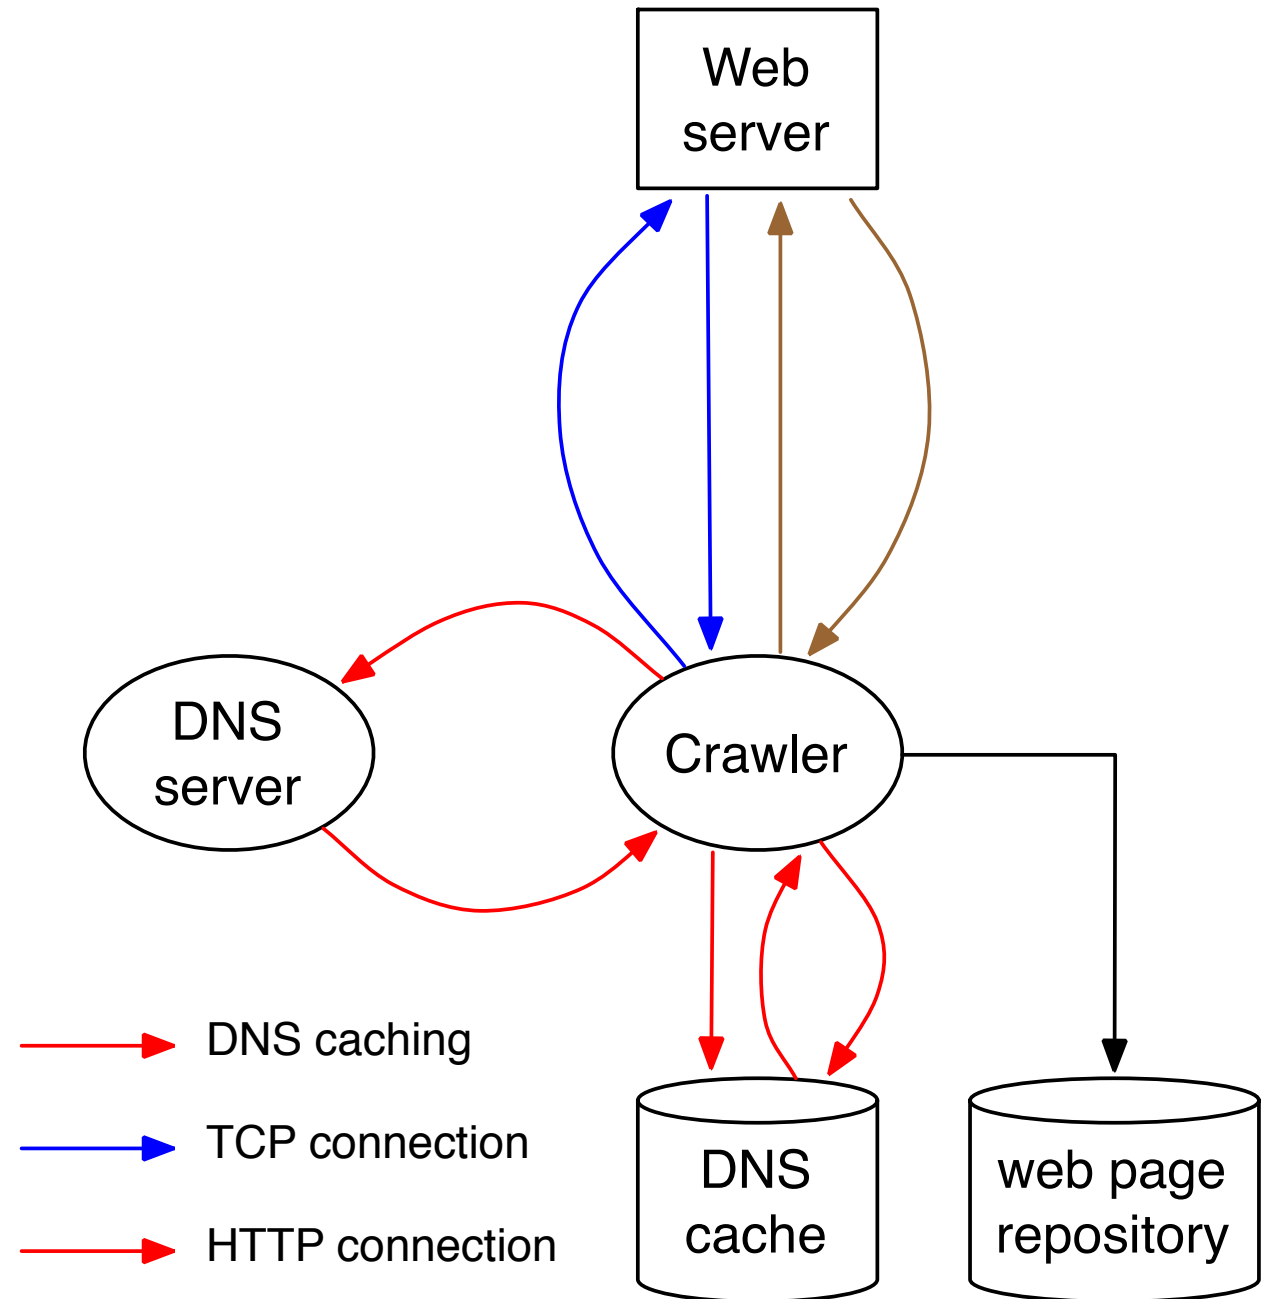 Web
server
DNS
server
Crawler
DNS caching
TCP connection
HTTP connection
DNS
cache
web page
repository